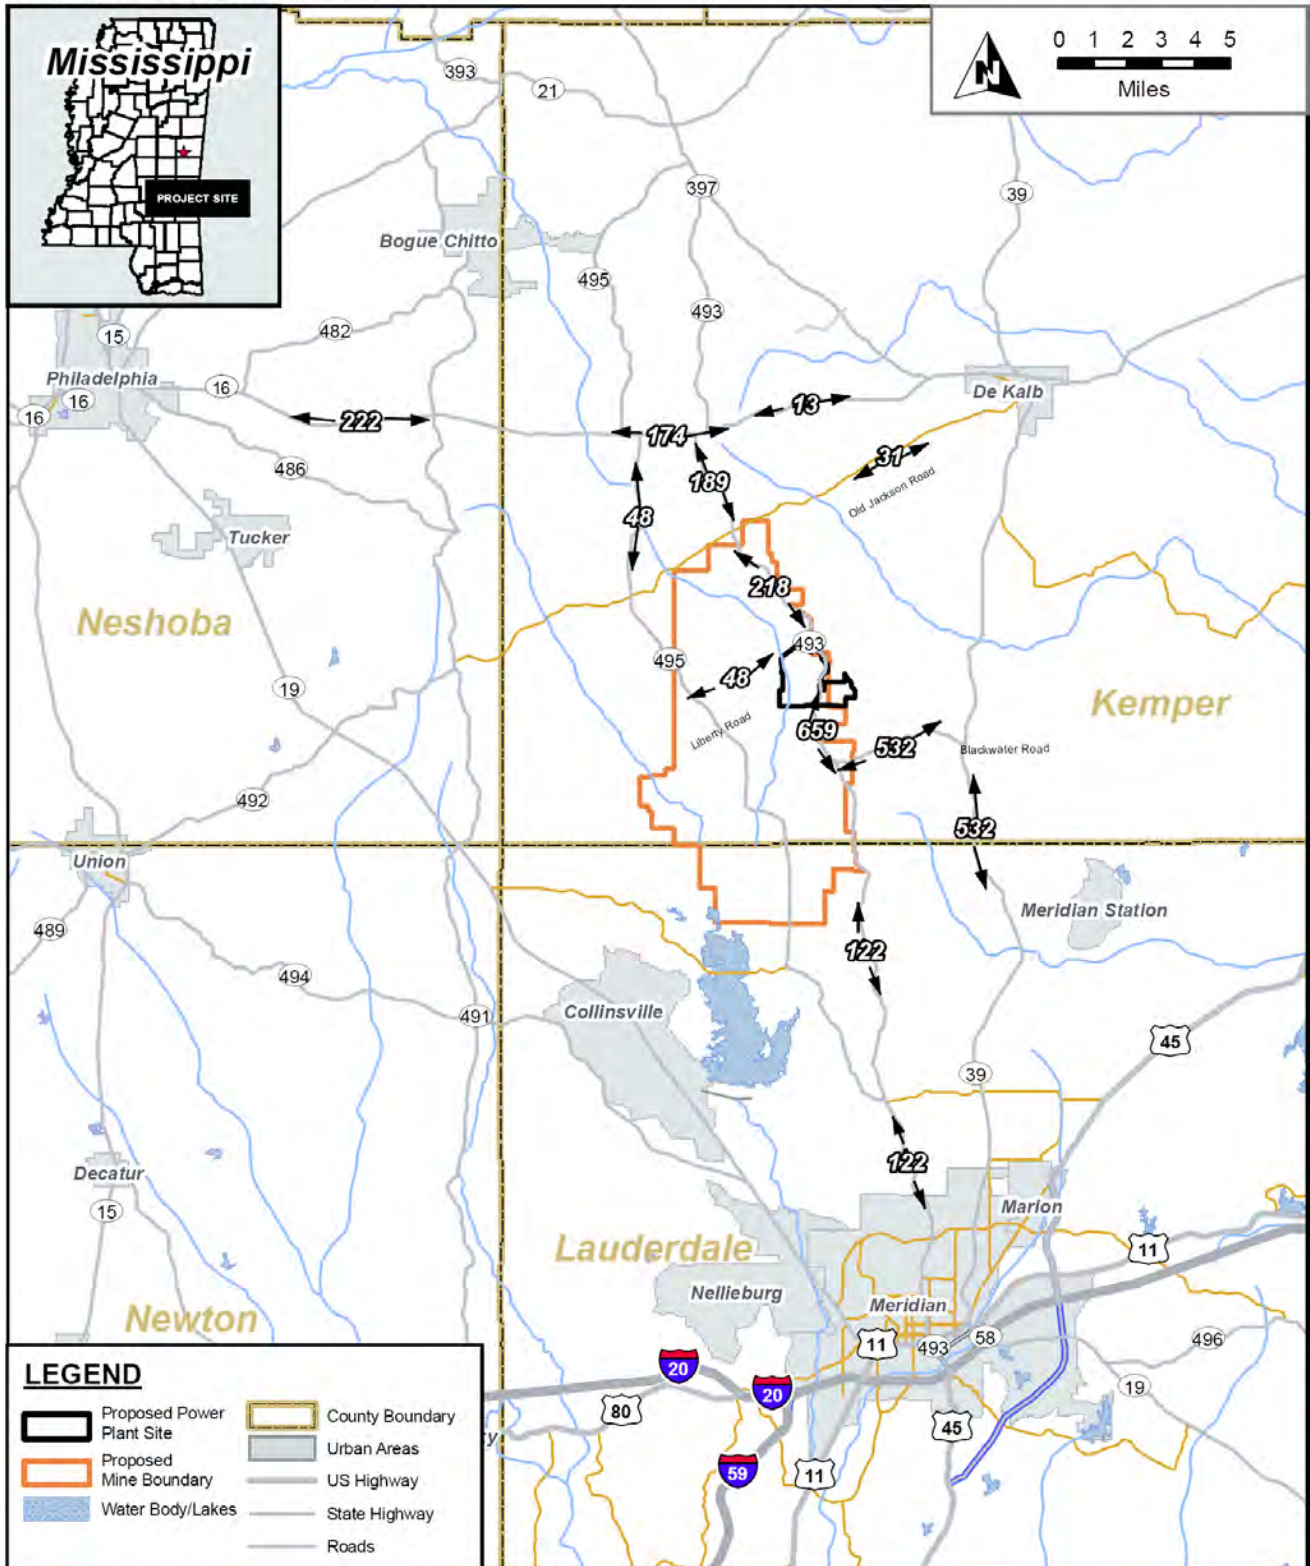 Mississippi
PROJECT SITE
N
0 1 2 3 4 5
Miles
393
21
39
397
Bogue Chitto
495
493
15
482
Philadelphia
16
16
16
De Kalb
222
174
13
486
189
31
Old Jackson Road
48
Tucker
218
Neshoba
493
495
48
19
Kemper
659
Liberty Road
532
Blackwater Road
492
532
Union
Meridian Station
489
122
494
Collinsville
491
45
39
122
Decatur
Marion
15
11
Lauderdale
Nellieburg
Newton
Meridian
11
493
58
496
20
20
19
80
45
y
59
11
LEGEND
Proposed Power
Plant Site
Proposed
Mine Boundary
Water Body/Lakes
County Boundary
Urban Areas
US Highway
State Highway
Roads